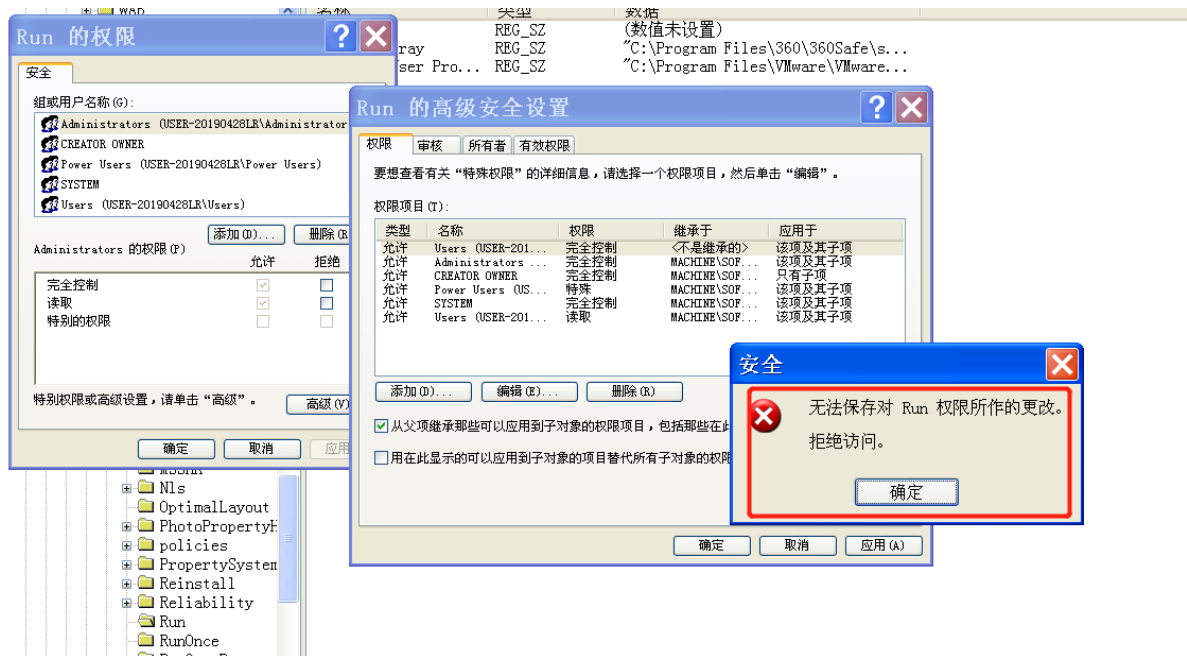 WAB
名称 类型 数据
REG_SZ (数值未设置)
ray REG_SZ "C:\Program Files\360\360Safe\s...
ser Pro... REG_SZ "C:\Program Files\VMware\VMware...
Run 的权限
安全
组或用户名称(G):
Administrators (USER-20190428LR\Administrator
CREATOR OWNER
Power Users (USER-20190428LR\Power Users)
SYSTEM
Users (USER-20190428LR\Users)
添加(D)... 删除(R
Administrators 的权限(P) 允许 拒绝
完全控制
读取
特别的权限
特别权限或高级设置，请单击“高级”。 高级(V)
确定 取消 应用
Run 的高级安全设置
权限 审核 所有者 有效权限
要想查看有关“特殊权限”的详细信息，请选择一个权限项目，然后单击“编辑”。
权限项目(T):
类型 名称 权限 继承于 应用于
允许 Users (USER-201... 完全控制 <不是继承的> 该项及其子项
允许 Administrators ... 完全控制 MACHINE\SOF... 该项及其子项
允许 CREATOR OWNER 完全控制 MACHINE\SOF... 只有子项
允许 Power Users (US... 特殊 MACHINE\SOF... 该项及其子项
允许 SYSTEM 完全控制 MACHINE\SOF... 该项及其子项
允许 Users (USER-201... 读取 MACHINE\SOF... 该项及其子项
添加(D)... 编辑(E)... 删除(R)
从父项继承那些可以应用到子对象的权限项目，包括那些在此
用在此显示的可以应用到子对象的项目替代所有子对象的权限
确定 取消 应用(A)
安全
无法保存对 Run 权限所作的更改。
拒绝访问。
确定
Nls
OptimalLayout
PhotoPropertyH
policies
PropertySystem
Reinstall
Reliability
Run
RunOnce